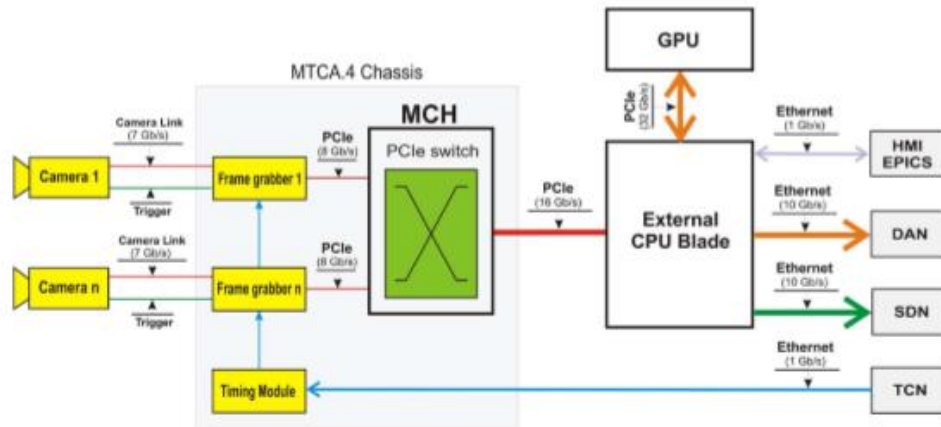 GPU
MTCA.4 Chassis
PCIe
(32 Gb/s)
Camera Link
(7 Gb/s)
MCH
PCIe
(8 Gb/s)
PCIe switch
Ethernet
(1 Gb/s)
HMI
EPICS
Camera 1
Frame grabber 1
Trigger
PCIe
(16 Gb/s)
External
CPU Blade
Ethernet
(10 Gb/s)
DAN
Camera Link
(7 Gb/s)
PCIe
(8 Gb/s)
Camera n
Frame grabber n
Trigger
Ethernet
(10 Gb/s)
SDN
Ethernet
(1 Gb/s)
Timing Module
TCN